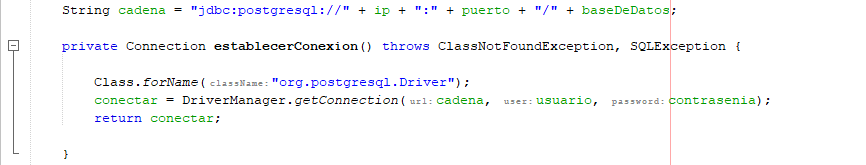 String cadena = "jdbc:postgresql://" + ip + ":" + puerto + "/" + baseDeDatos;
private Connection establecerConexion() throws ClassNotFoundException, SQLException {
Class.forName(className:"org.postgresql.Driver");
conectar = DriverManager.getConnection(url:cadena, user:usuario, password:contrasenia);
return conectar;
}